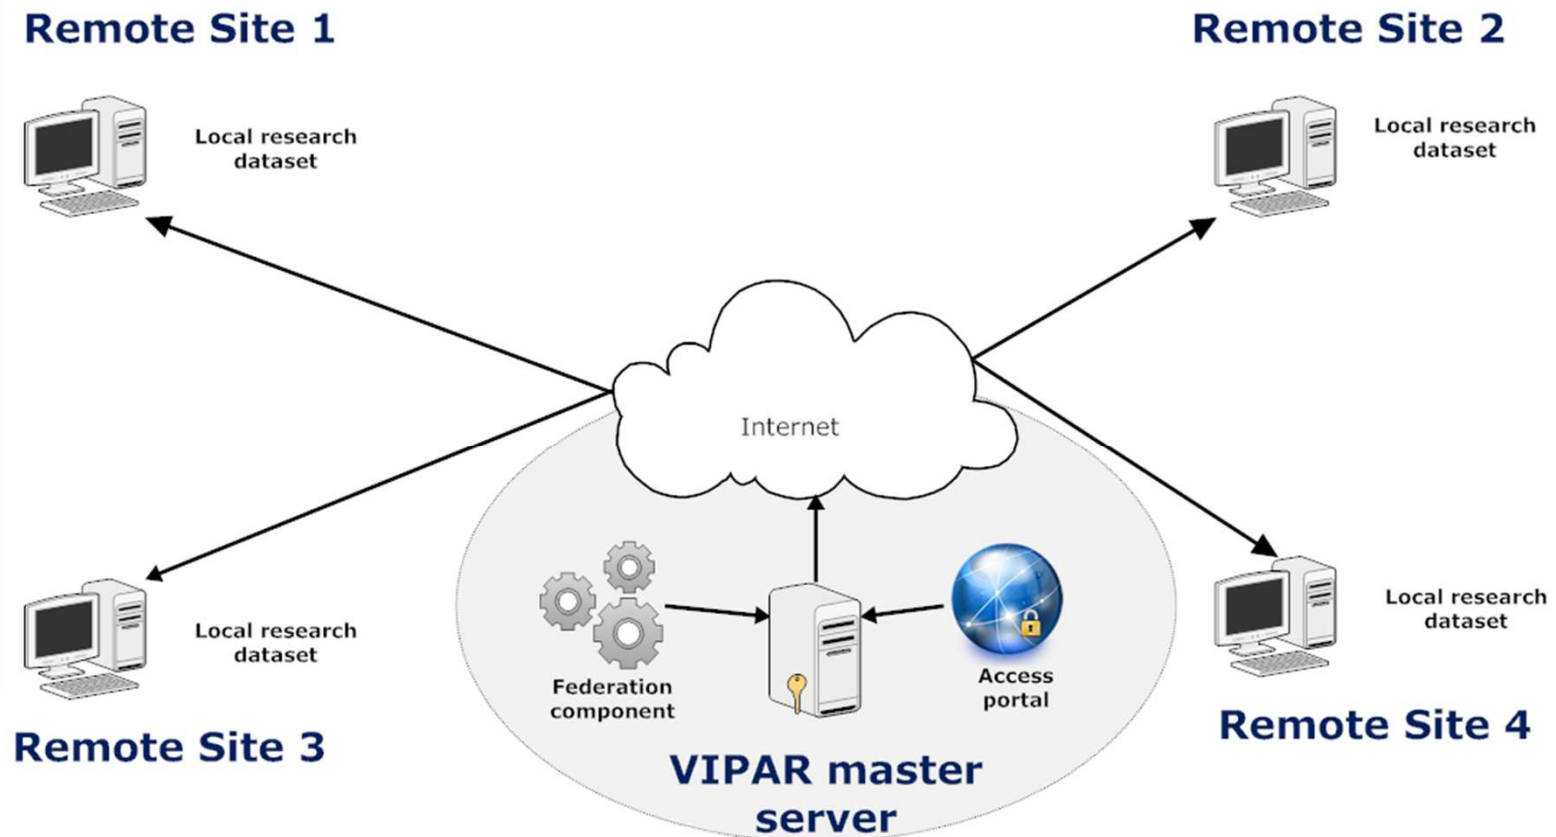 Remote Site 1
Remote Site 2
Local research
dataset
Local research
dataset
Internet
Local research
dataset
Remote Site 3
Federation
component
Access
portal
VIPAR master
server
Local research
dataset
Remote Site 4